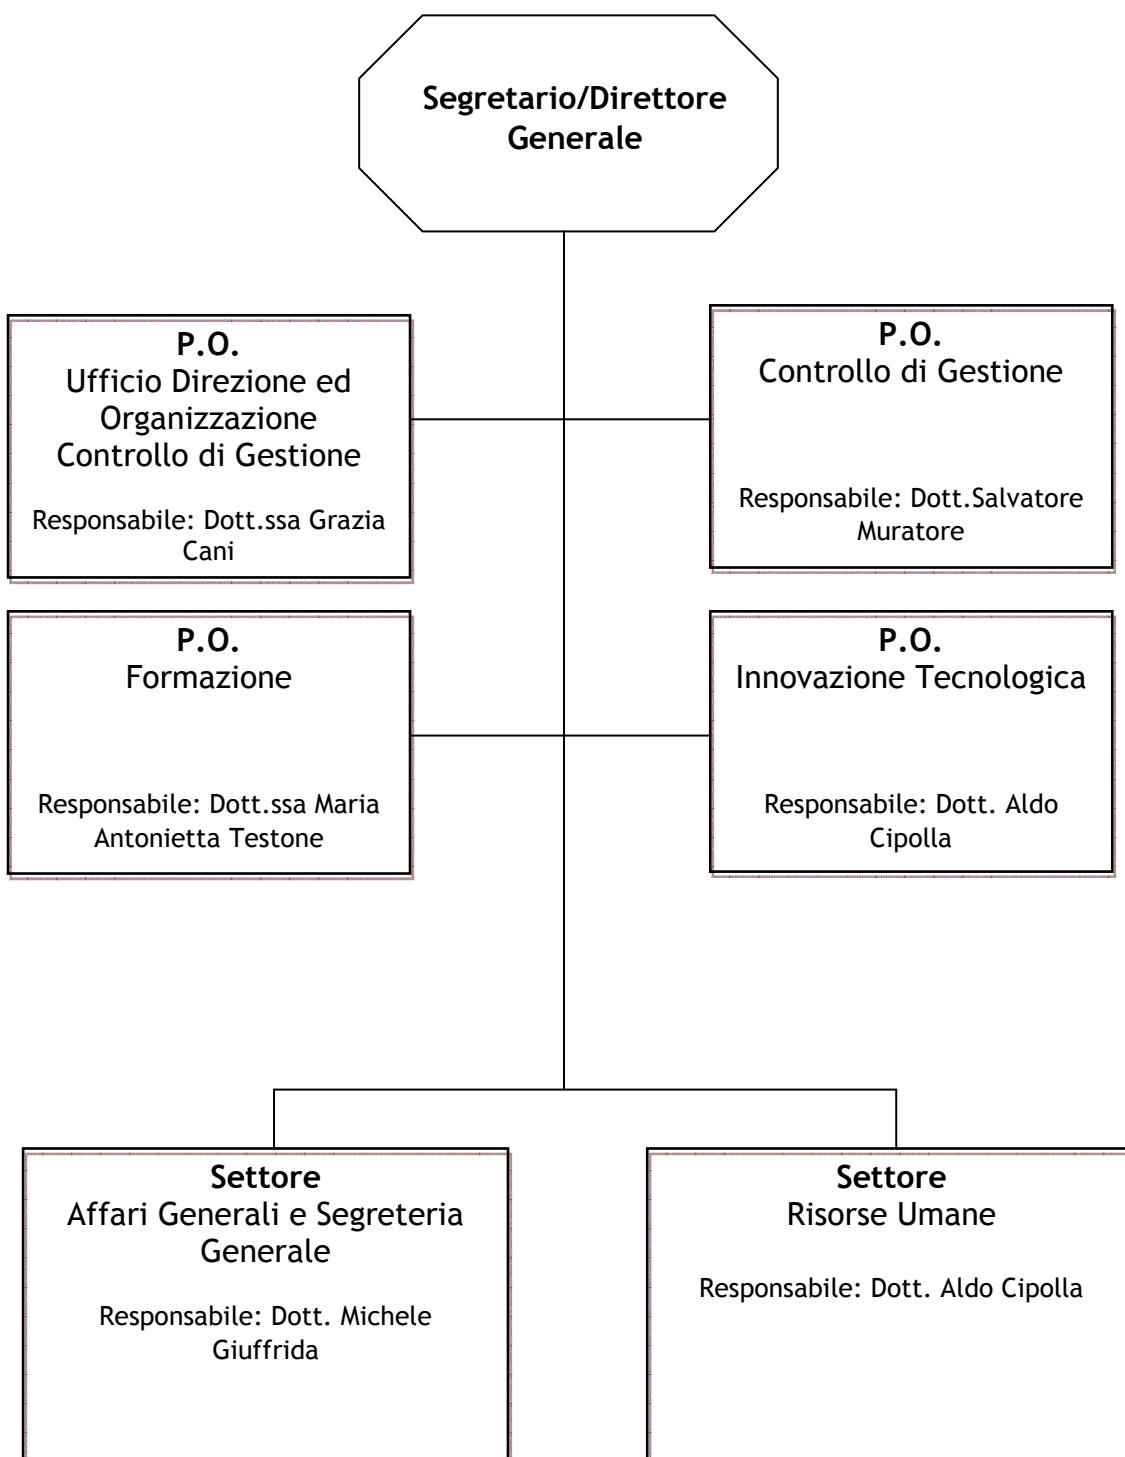 Segretario/Direttore
Generale
P.O.
Ufficio Direzione ed
Organizzazione
Controllo di Gestione
Responsabile: Dott.ssa Grazia
Cani
P.O.
Controllo di Gestione
Responsabile: Dott.Salvatore
Muratore
P.O.
Formazione
Responsabile: Dott.ssa Maria
Antonietta Testone
P.O.
Innovazione Tecnologica
Responsabile: Dott. Aldo
Cipolla
Settore
Affari Generali e Segreteria
Generale
Responsabile: Dott. Michele
Giuffrida
Settore
Risorse Umane
Responsabile: Dott. Aldo Cipolla